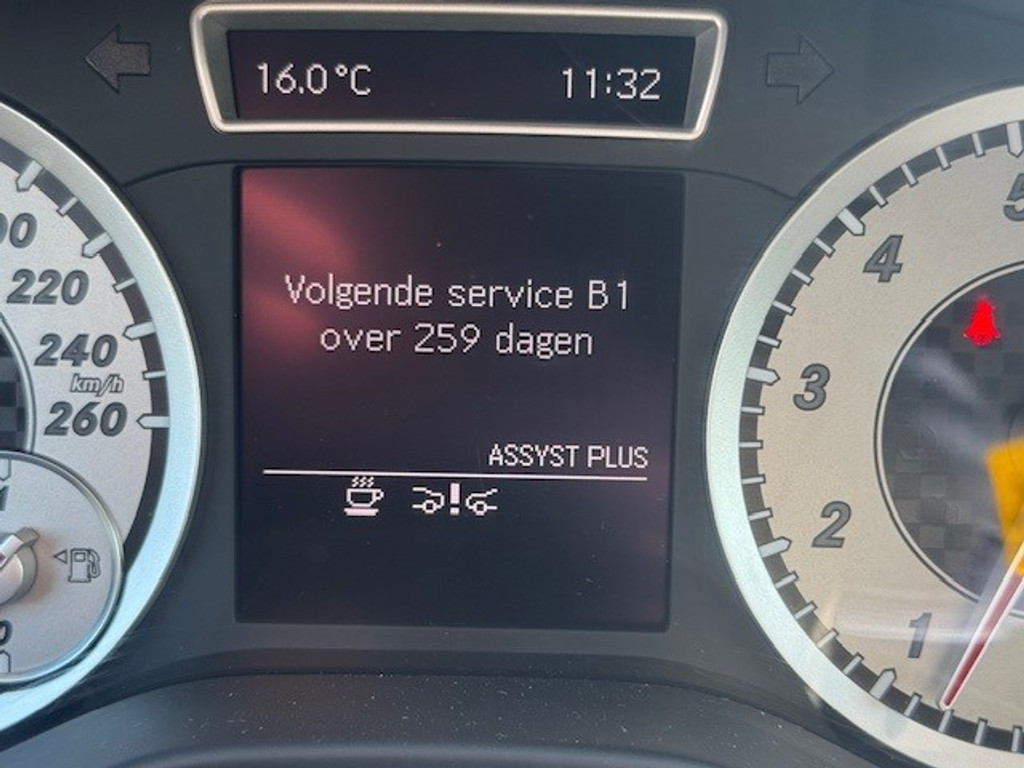 16.0°C 11:32
Volgende service B1
over 259 dagen
ASSYST PLUS
220
240
km/h
260
5
4
3
2
1